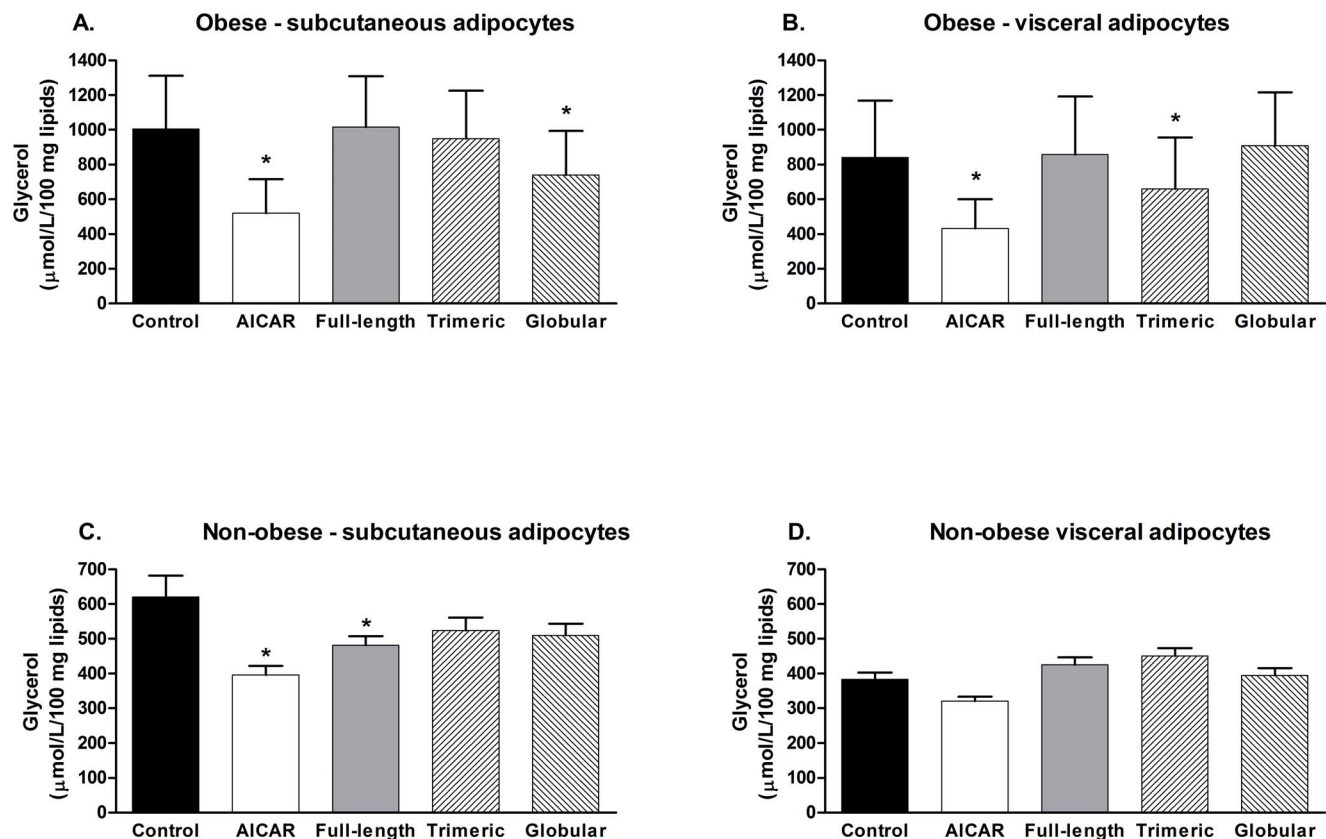 A. Obese - subcutaneous adipocytes
Glycerol
(μmol/L/100 mg lipids)
1400
1200
1000
800
600
400
200
0
*
*
Control AICAR Full-length Trimeric Globular
B. Obese - visceral adipocytes
Glycerol
(μmol/L/100 mg lipids)
1400
1200
1000
800
600
400
200
0
*
*
Control AICAR Full-length Trimeric Globular
C. Non-obese - subcutaneous adipocytes
Glycerol
(μmol/L/100 mg lipids)
700
600
500
400
300
200
100
0
*
*
Control AICAR Full-length Trimeric Globular
D. Non-obese visceral adipocytes
Glycerol
(μmol/L/100 mg lipids)
700
600
500
400
300
200
100
0
Control AICAR Full-length Trimeric Globular